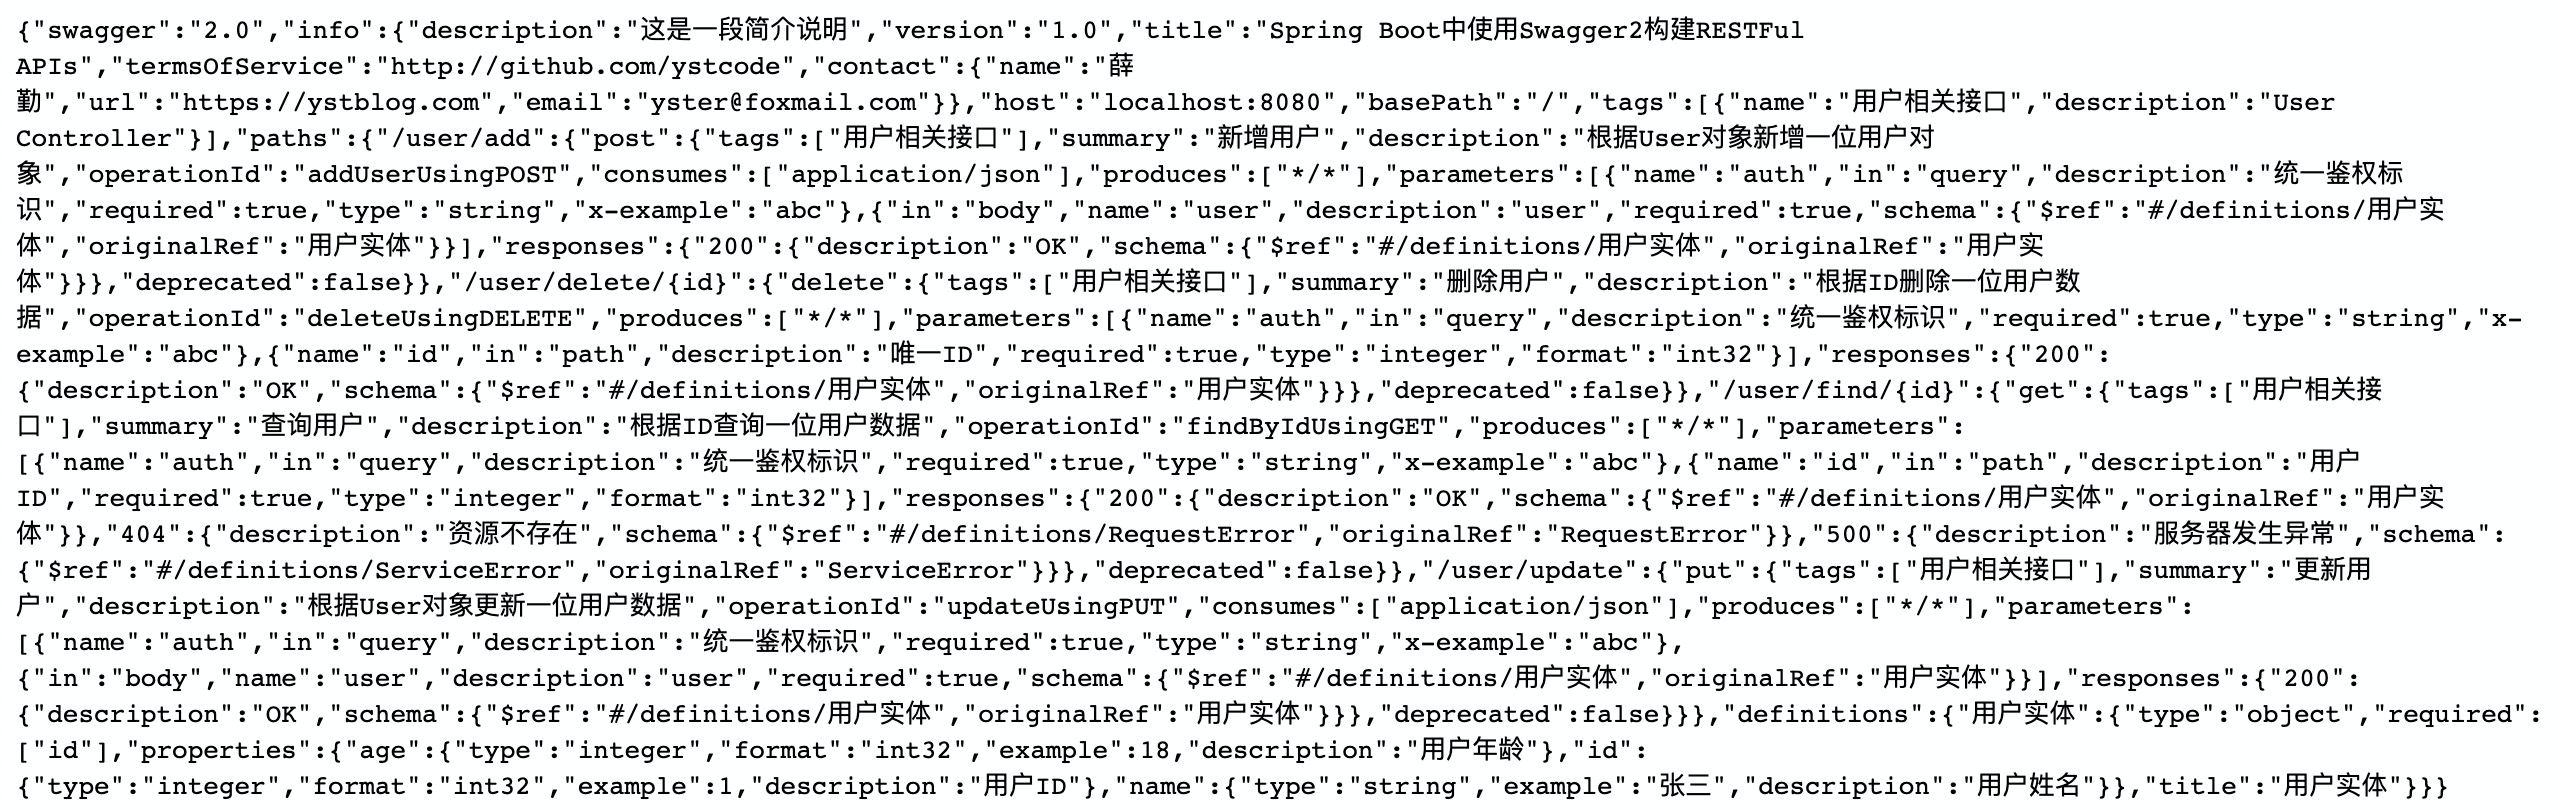 {"swagger":"2.0","info":{"description":"这是一段简介说明","version":"1.0","title":"Spring Boot中使用Swagger2构建RESTFul
APIs","termsOfService":"http://github.com/ystcode","contact":{"name":"薛
勤","url":"https://ystblog.com","email":"yster@foxmail.com"}},"host":"localhost:8080","basePath":"/","tags":[{"name":"用户相关接口","description":"User
Controller"}],"paths":{"/user/add":{"post":{"tags":["用户相关接口"],"summary":"新增用户","description":"根据User对象新增一位用户对
象","operationId":"addUserUsingPOST","consumes":["application/json"],"produces":["*/*"],"parameters":[{"name":"auth","in":"query","description":"统一鉴权标
识","required":true,"type":"string","x-example":"abc"},{"in":"body","name":"user","description":"user","required":true,"schema":{"$ref":"#/definitions/用户实
体","originalRef":"用户实体"}}],"responses":{"200":{"description":"OK","schema":{"$ref":"#/definitions/用户实体","originalRef":"用户实
体"}}},"deprecated":false}},"/user/delete/{id}":{"delete":{"tags":["用户相关接口"],"summary":"删除用户","description":"根据ID删除一位用户数
据","operationId":"deleteUsingDELETE","produces":["*/*"],"parameters":[{"name":"auth","in":"query","description":"统一鉴权标识","required":true,"type":"string","x-
example":"abc"},{"name":"id","in":"path","description":"唯一ID","required":true,"type":"integer","format":"int32"}],"responses":{"200":
{"description":"OK","schema":{"$ref":"#/definitions/用户实体","originalRef":"用户实体"}}},"deprecated":false}},"/user/find/{id}":{"get":{"tags":["用户相关接
口"],"summary":"查询用户","description":"根据ID查询一位用户数据","operationId":"findByIdUsingGET","produces":["*/*"],"parameters":
[{"name":"auth","in":"query","description":"统一鉴权标识","required":true,"type":"string","x-example":"abc"},{"name":"id","in":"path","description":"用户
ID","required":true,"type":"integer","format":"int32"}],"responses":{"200":{"description":"OK","schema":{"$ref":"#/definitions/用户实体","originalRef":"用户实
体"}},"404":{"description":"资源不存在","schema":{"$ref":"#/definitions/RequestError","originalRef":"RequestError"}},"500":{"description":"服务器发生异常","schema":
{"$ref":"#/definitions/ServiceError","originalRef":"ServiceError"}}},"deprecated":false}},"/user/update":{"put":{"tags":["用户相关接口"],"summary":"更新用
户","description":"根据User对象更新一位用户数据","operationId":"updateUsingPUT","consumes":["application/json"],"produces":["*/*"],"parameters":
[{"name":"auth","in":"query","description":"统一鉴权标识","required":true,"type":"string","x-example":"abc"},
{"in":"body","name":"user","description":"user","required":true,"schema":{"$ref":"#/definitions/用户实体","originalRef":"用户实体"}}],"responses":{"200":
{"description":"OK","schema":{"$ref":"#/definitions/用户实体","originalRef":"用户实体"}}},"deprecated":false}}},"definitions":{"用户实体":{"type":"object","required":
["id"],"properties":{"age":{"type":"integer","format":"int32","example":18,"description":"用户年龄"},"id":
{"type":"integer","format":"int32","example":1,"description":"用户ID"},"name":{"type":"string","example":"张三","description":"用户姓名"}},"title":"用户实体"}}}